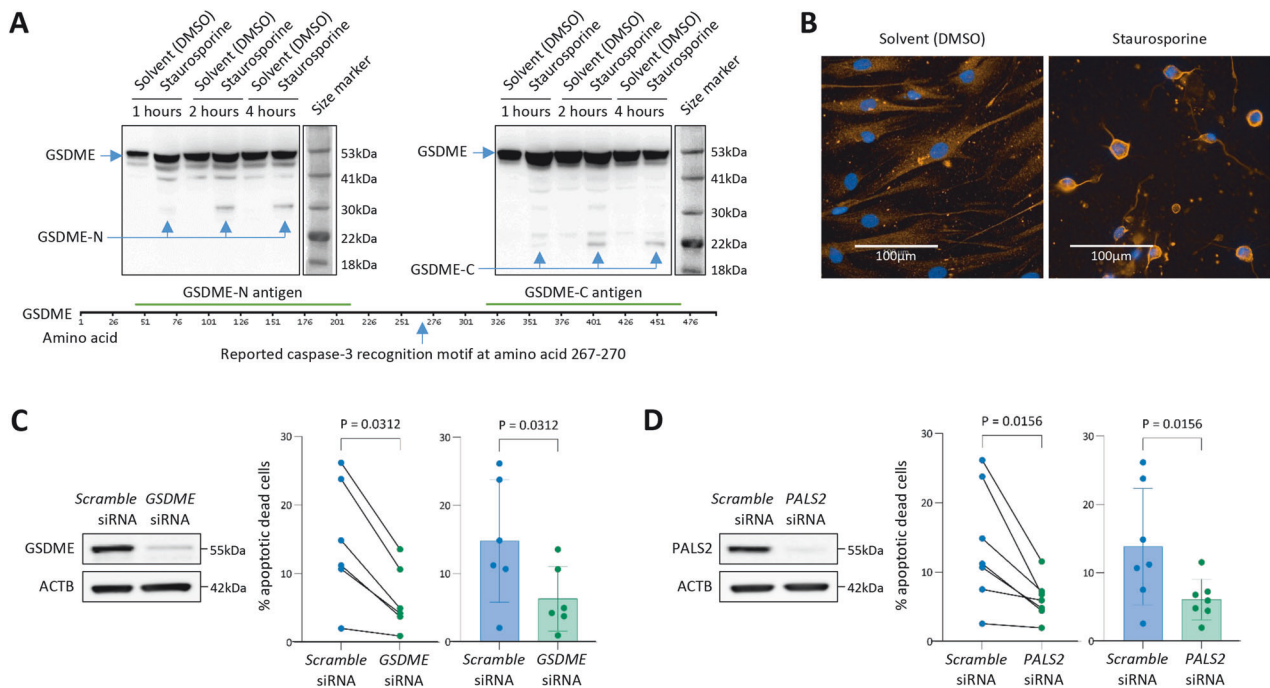 A
Solvent (DMSO)
Staurosporine
Solvent (DMSO)
Staurosporine
Solvent (DMSO)
Staurosporine
Size marker
1 hours
2 hours
4 hours
GSDME
53kDa
41kDa
30kDa
22kDa
18kDa
GSDME-N
Solvent (DMSO)
Staurosporine
Solvent (DMSO)
Staurosporine
Solvent (DMSO)
Staurosporine
Size marker
1 hours
2 hours
4 hours
GSDME
53kDa
41kDa
30kDa
22kDa
18kDa
GSDME-C
GSDME-N antigen
GSDME-C antigen
GSDME
1 26 51 76 101 126 151 176 201 226 251 276 301 326 351 376 401 426 451 476
Amino acid
Reported caspase-3 recognition motif at amino acid 267-270
B
Solvent (DMSO)
Staurosporine
100µm
100µm
C
Scramble
siRNA
GSDME
siRNA
GSDME
55kDa
ACTB
42kDa
P = 0.0312
% apoptotic dead cells
30
20
10
0
Scramble
siRNA
GSDME
siRNA
P = 0.0312
30
20
10
0
Scramble
siRNA
GSDME
siRNA
D
Scramble
siRNA
PALS2
siRNA
PALS2
55kDa
ACTB
42kDa
P = 0.0156
% apoptotic dead cells
30
20
10
0
Scramble
siRNA
PALS2
siRNA
P = 0.0156
30
20
10
0
Scramble
siRNA
PALS2
siRNA